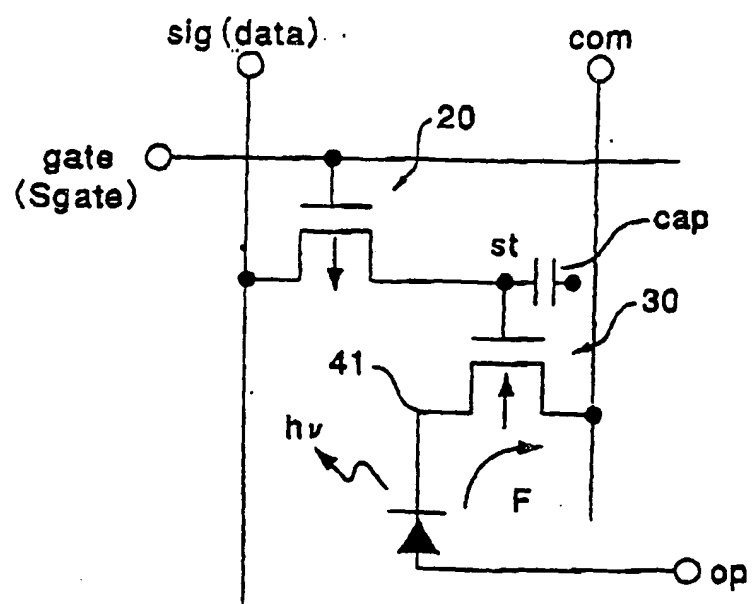 sig (data)
com
gate
(Sgate)
20
st
cap
30
41
hν
F
op